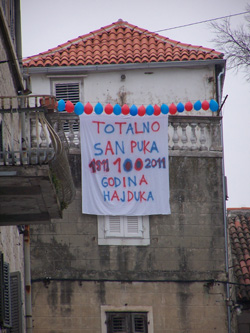 TOTALNO
SAN PUKA
1911 100 2011
GODINA
HAJDUKA